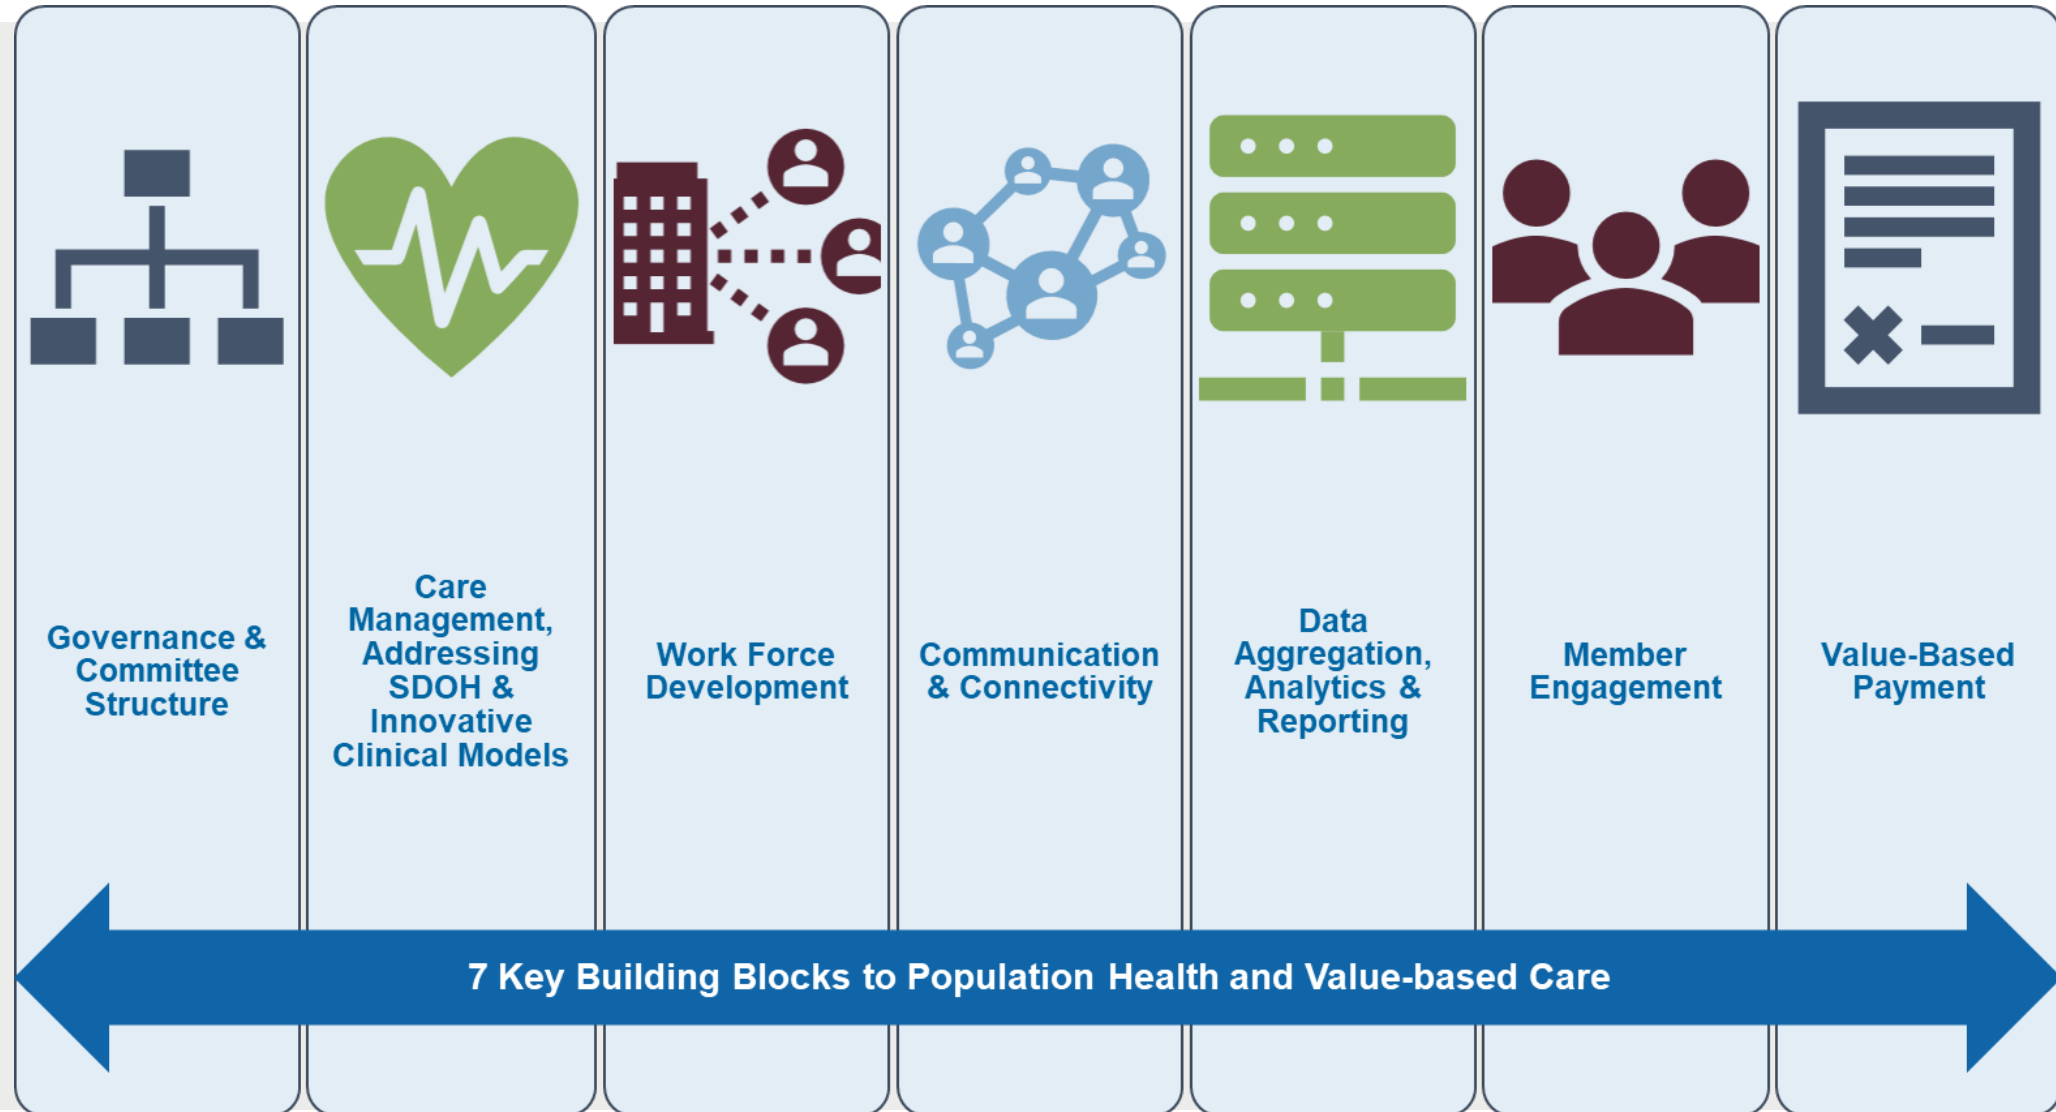 Governance &
Committee
Structure
Care
Management,
Addressing
SDOH &
Innovative
Clinical Models
Work Force
Development
Communication
& Connectivity
Data
Aggregation,
Analytics &
Reporting
Member
Engagement
Value-Based
Payment
7 Key Building Blocks to Population Health and Value-based Care